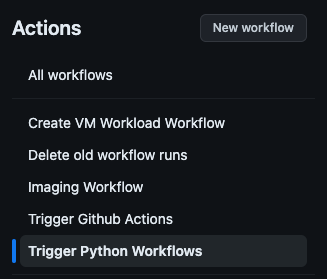 Actions
New workflow
All workflows
Create VM Workload Workflow
Delete old workflow runs
Imaging Workflow
Trigger Github Actions
Trigger Python Workflows